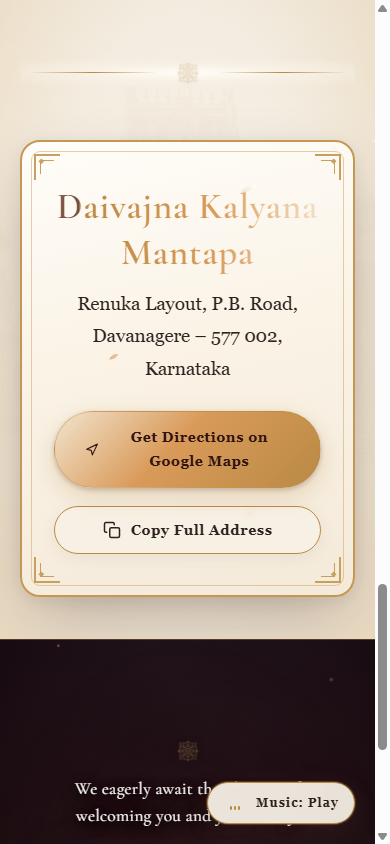 Daivajna Kalyana
Mantapa
Renuka Layout, P.B. Road,
Davanagere – 577 002,
Karnataka
Get Directions on
Google Maps
Copy Full Address
We eagerly await
welcoming you and
Music: Play